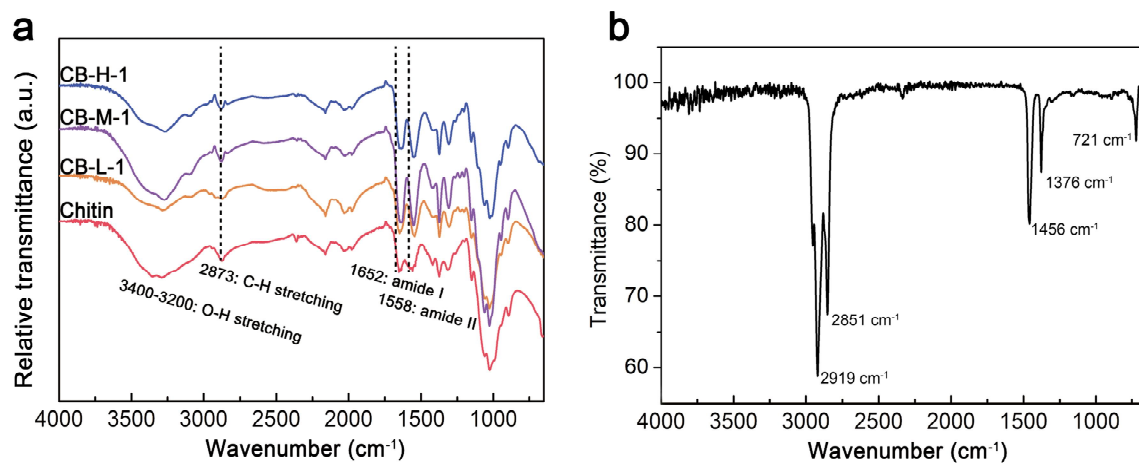 a
Relative transmittance (a.u.)
CB-H-1
CB-M-1
CB-L-1
Chitin
3400-3200: O-H stretching
2873: C-H stretching
1652: amide I
1558: amide II
4000 3500 3000 2500 2000 1500 1000
Wavenumber (cm⁻¹)
b
Transmittance (%)
100
90
80
70
60
2919 cm⁻¹
2851 cm⁻¹
1456 cm⁻¹
1376 cm⁻¹
721 cm⁻¹
4000 3500 3000 2500 2000 1500 1000
Wavenumber (cm⁻¹)